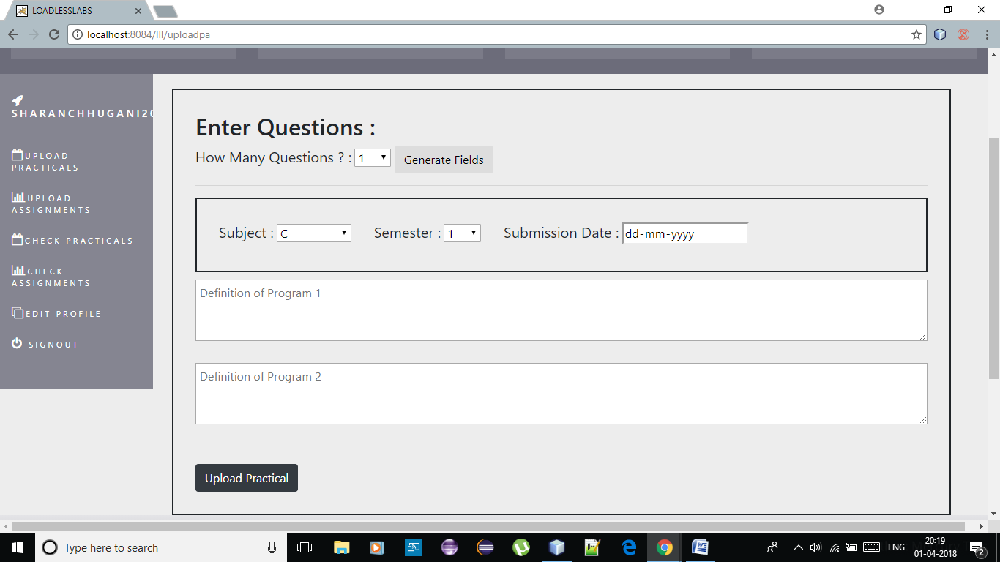 LOADLESSLABS
localhost:8084/lll/uploadpa
SHARANCHHUGANI20
UPLOAD
PRACTICALS
UPLOAD
ASSIGNMENTS
CHECK PRACTICALS
CHECK
ASSIGNMENTS
EDIT PROFILE
SIGNOUT
Enter Questions :
How Many Questions ? : 1 Generate Fields
Subject : C Semester : 1 Submission Date : dd-mm-yyyy
Definition of Program 1
Definition of Program 2
Upload Practical
Type here to search
ENG
20:19
01-04-2018
2